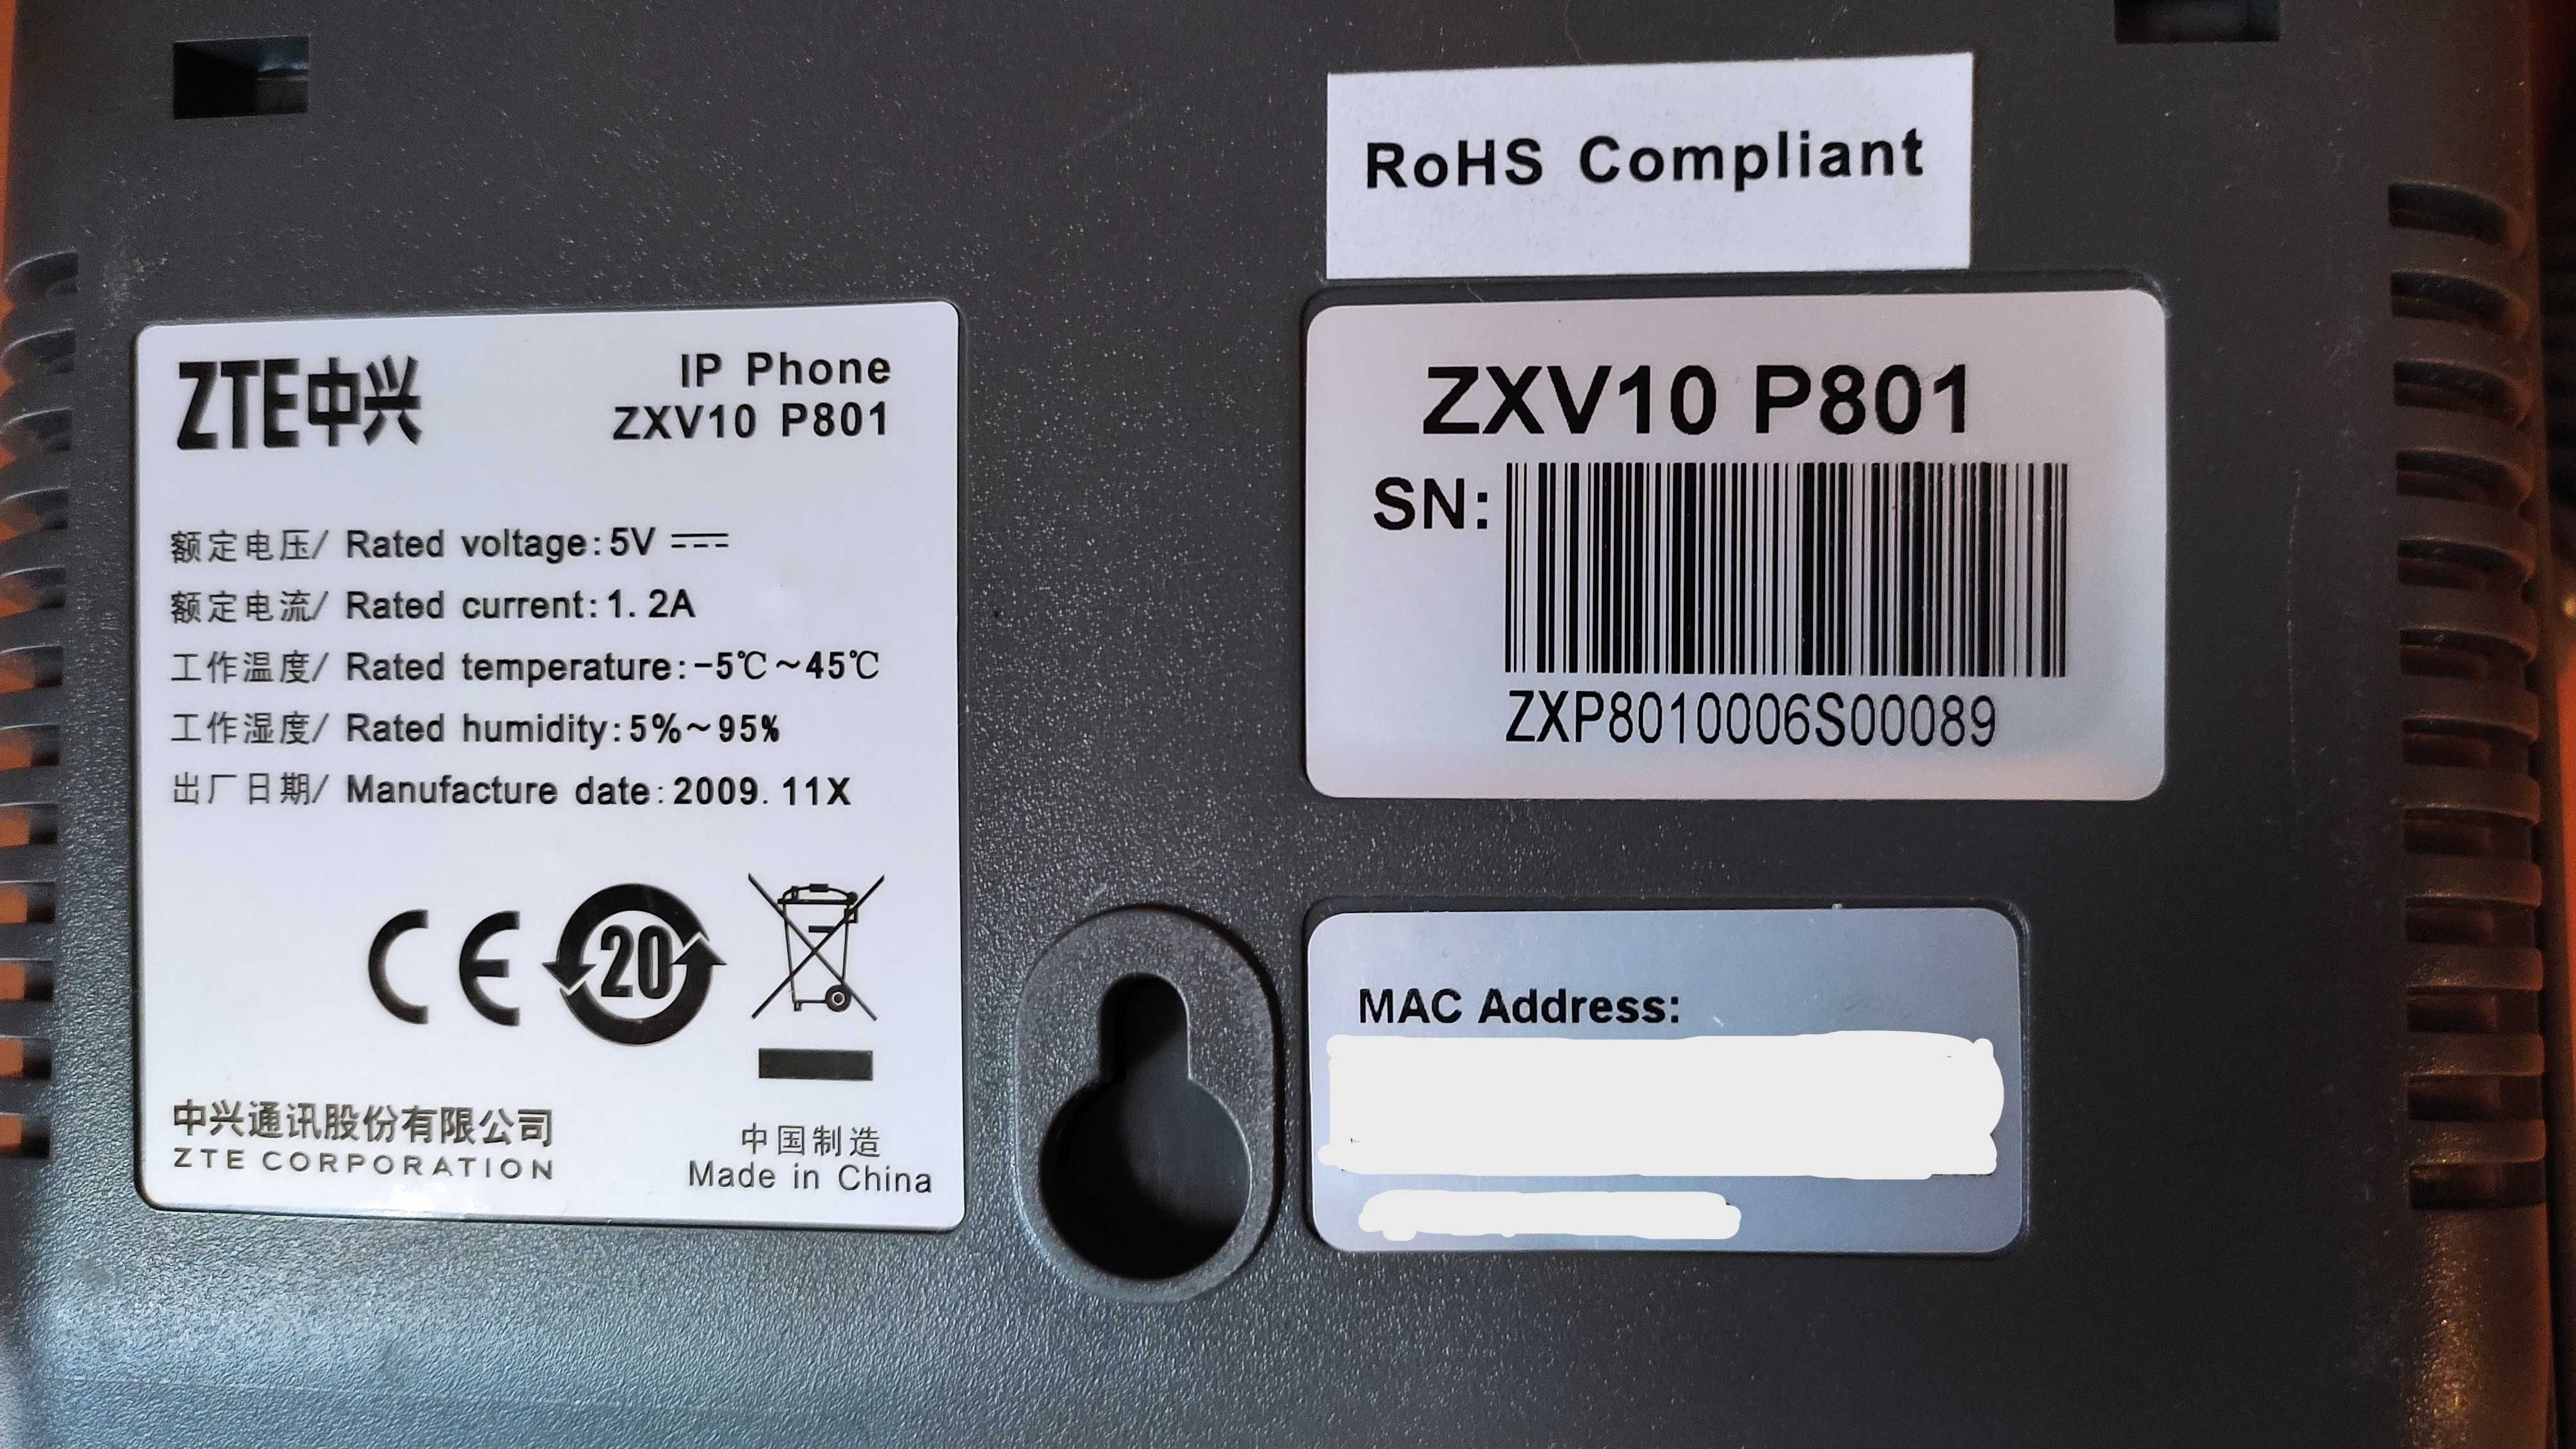 ZTE中兴
IP Phone
ZXV10 P801
额定电压/ Rated voltage:5V
额定电流/ Rated current:1. 2A
工作温度/ Rated temperature:-5℃~45℃
工作湿度/ Rated humidity:5%~95%
出厂日期/ Manufacture date:2009. 11X
CE
20
中兴通讯股份有限公司
ZTE CORPORATION
中国制造
Made in China
RoHS Compliant
ZXV10 P801
SN:
ZXP8010006S00089
MAC Address: